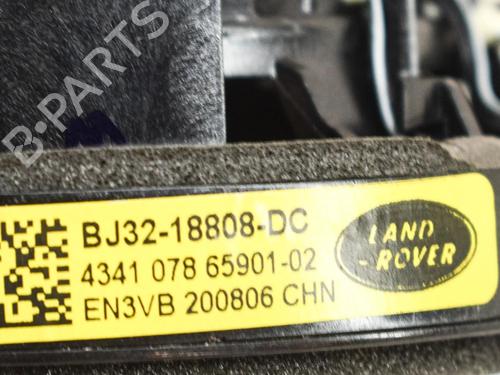 B-PARTS
BJ32-18808-DC
4341 078 65901-02
EN3VB 200806 CHN
LAND
-ROVER